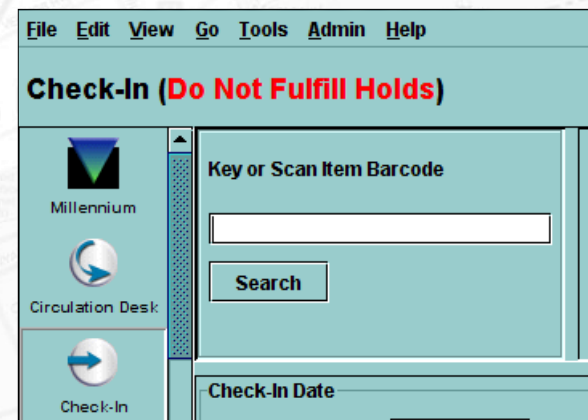 File Edit View Go Tools Admin Help
Check-In (Do Not Fulfill Holds)
Millennium
Circulation Desk
Check-In
Key or Scan Item Barcode
Search
Check-In Date